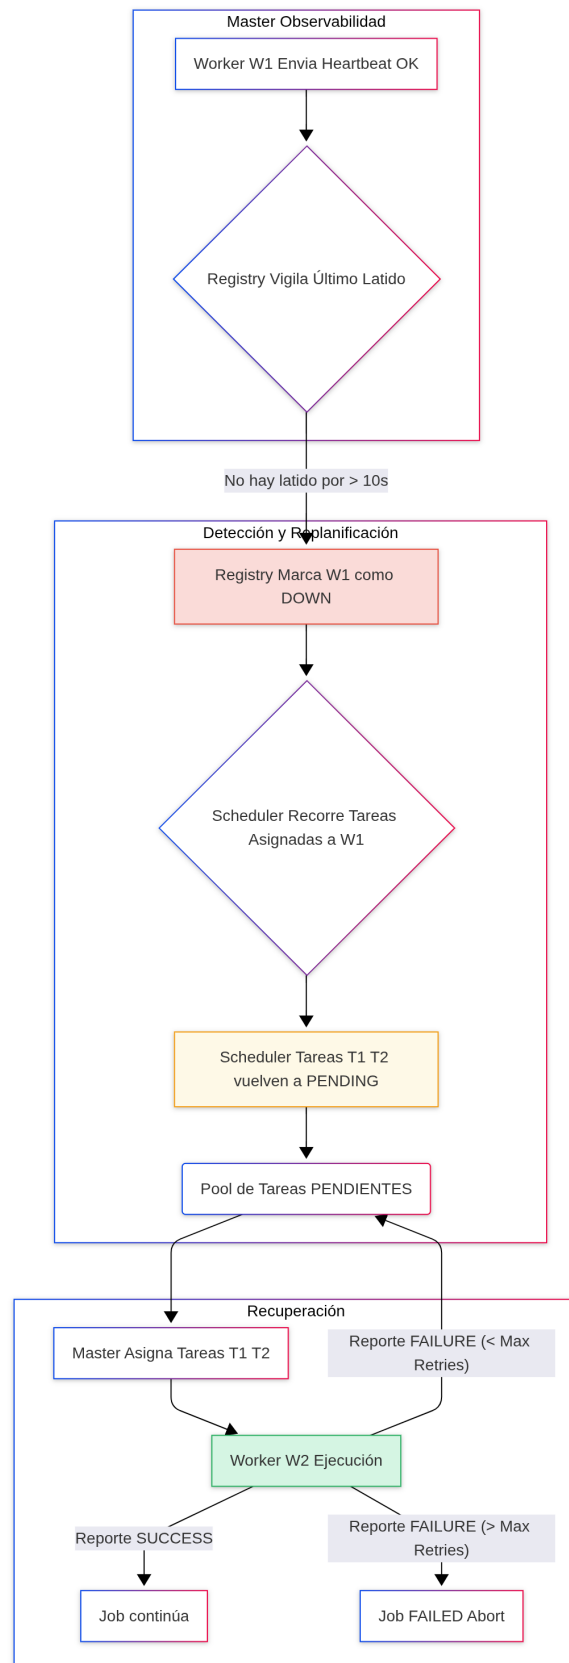 Master Observabilidad
Worker W1 Envia Heartbeat OK
Registry Vigila Último Latido
No hay latido por > 10s
Detección y Replanificación
Registry Marca W1 como
DOWN
Scheduler Recorre Tareas
Asignadas a W1
Scheduler Tareas T1 T2
vuelven a PENDING
Pool de Tareas PENDIENTES
Recuperación
Master Asigna Tareas T1 T2
Reporte FAILURE (< Max
Retries)
Worker W2 Ejecución
Reporte SUCCESS
Reporte FAILURE (> Max
Retries)
Job continúa
Job FAILED Abort